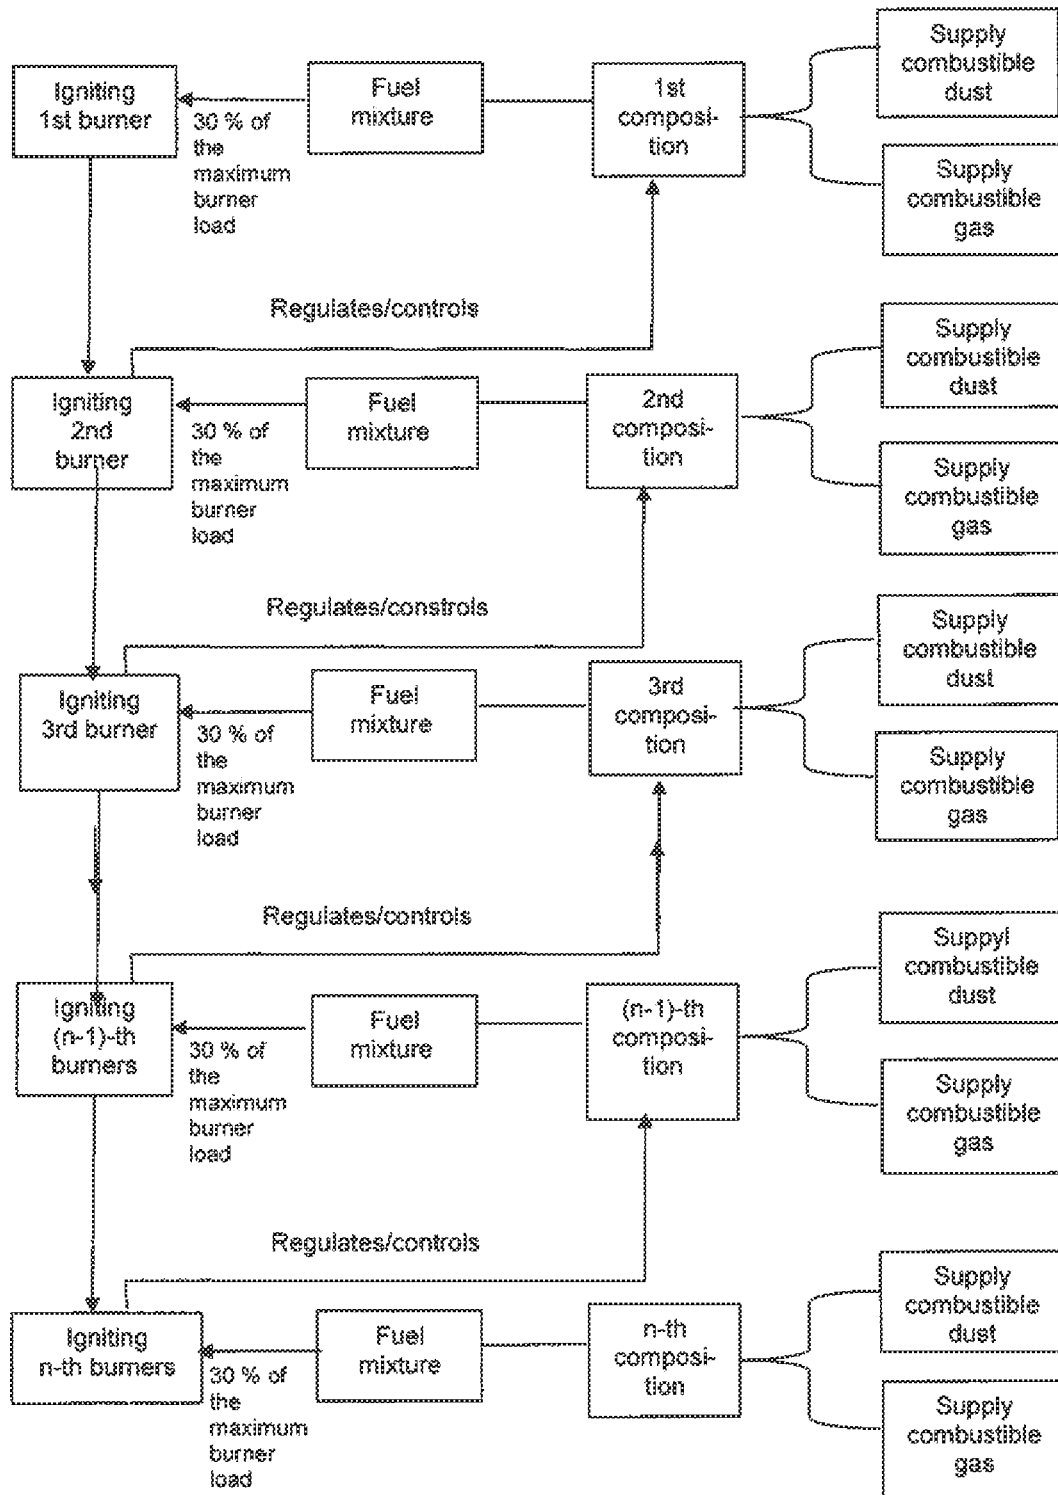 Igniting
1st burner
30 % of
the
maximum
burner
load
Fuel
mixture
1st
composi-
tion
Supply
combustible
dust
Supply
combustible
gas
Regulates/controls
Igniting
2nd
burner
30 % of
the
maximum
burner
load
Fuel
mixture
2nd
composi-
tion
Supply
combustible
dust
Supply
combustible
gas
Regulates/constrols
Igniting
3rd burner
30 % of
the
maximum
burner
load
Fuel
mixture
3rd
composi-
tion
Supply
combustible
dust
Supply
combustible
gas
Regulates/controls
Igniting
(n-1)-th
burners
30 % of
the
maximum
burner
load
Fuel
mixture
(n-1)-th
composi-
tion
Suppyl
combustible
dust
Supply
combustible
gas
Regulates/controls
Igniting
n-th burners
30 % of
the
maximum
burner
load
Fuel
mixture
n-th
composi-
tion
Supply
combustible
dust
Supply
combustible
gas